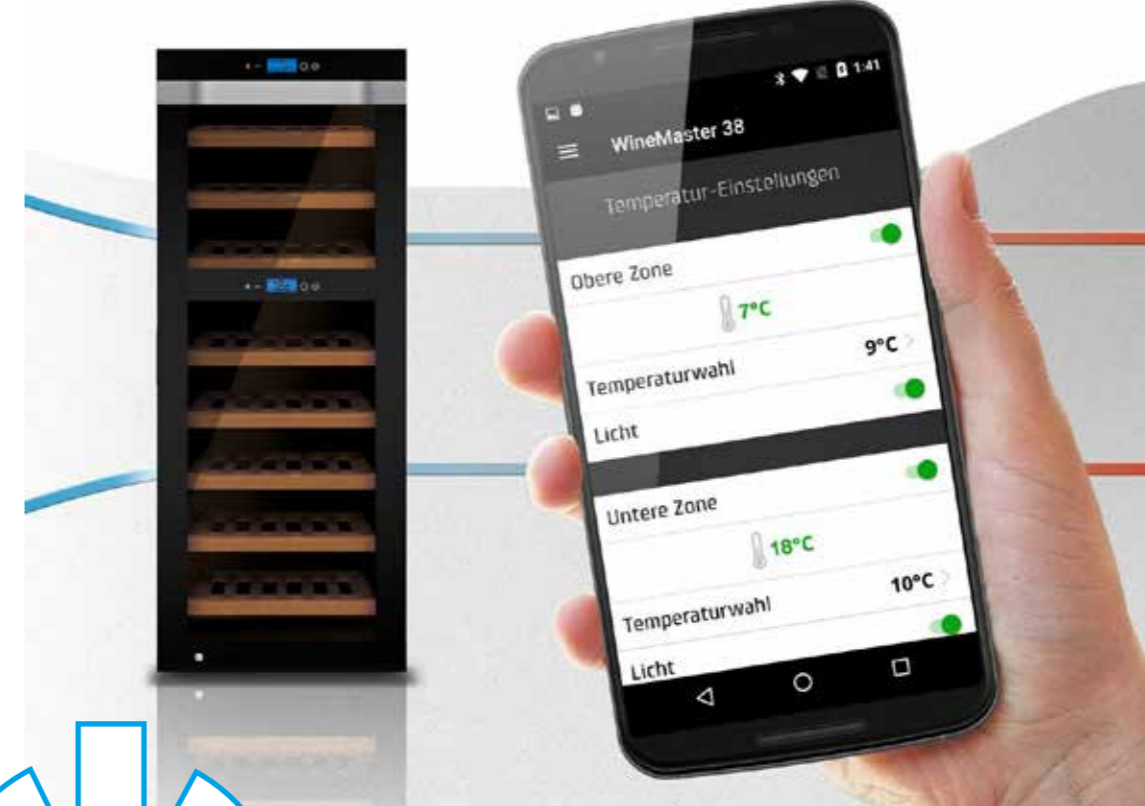 1:41
WineMaster 38
Temperatur-Einstellungen
Obere Zone
7°C
Temperaturwahl 9°C
Licht
Untere Zone
18°C
Temperaturwahl 10°C
Licht